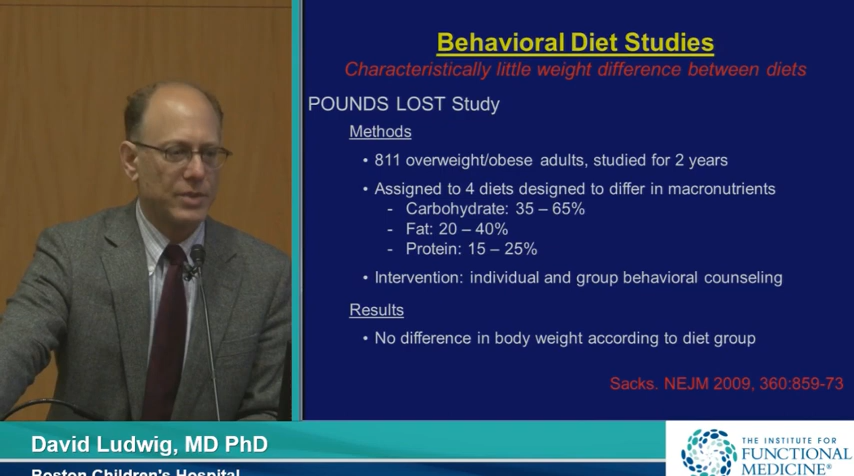 Behavioral Diet Studies
Characteristically little weight difference between diets
POUNDS LOST Study
Methods
• 811 overweight/obese adults, studied for 2 years
• Assigned to 4 diets designed to differ in macronutrients
- Carbohydrate: 35 – 65%
- Fat: 20 – 40%
- Protein: 15 – 25%
• Intervention: individual and group behavioral counseling
Results
• No difference in body weight according to diet group
Sacks. NEJM 2009, 360:859-73
David Ludwig, MD PhD
Boston Children's Hospital
THE INSTITUTE FOR
FUNCTIONAL
MEDICINE®